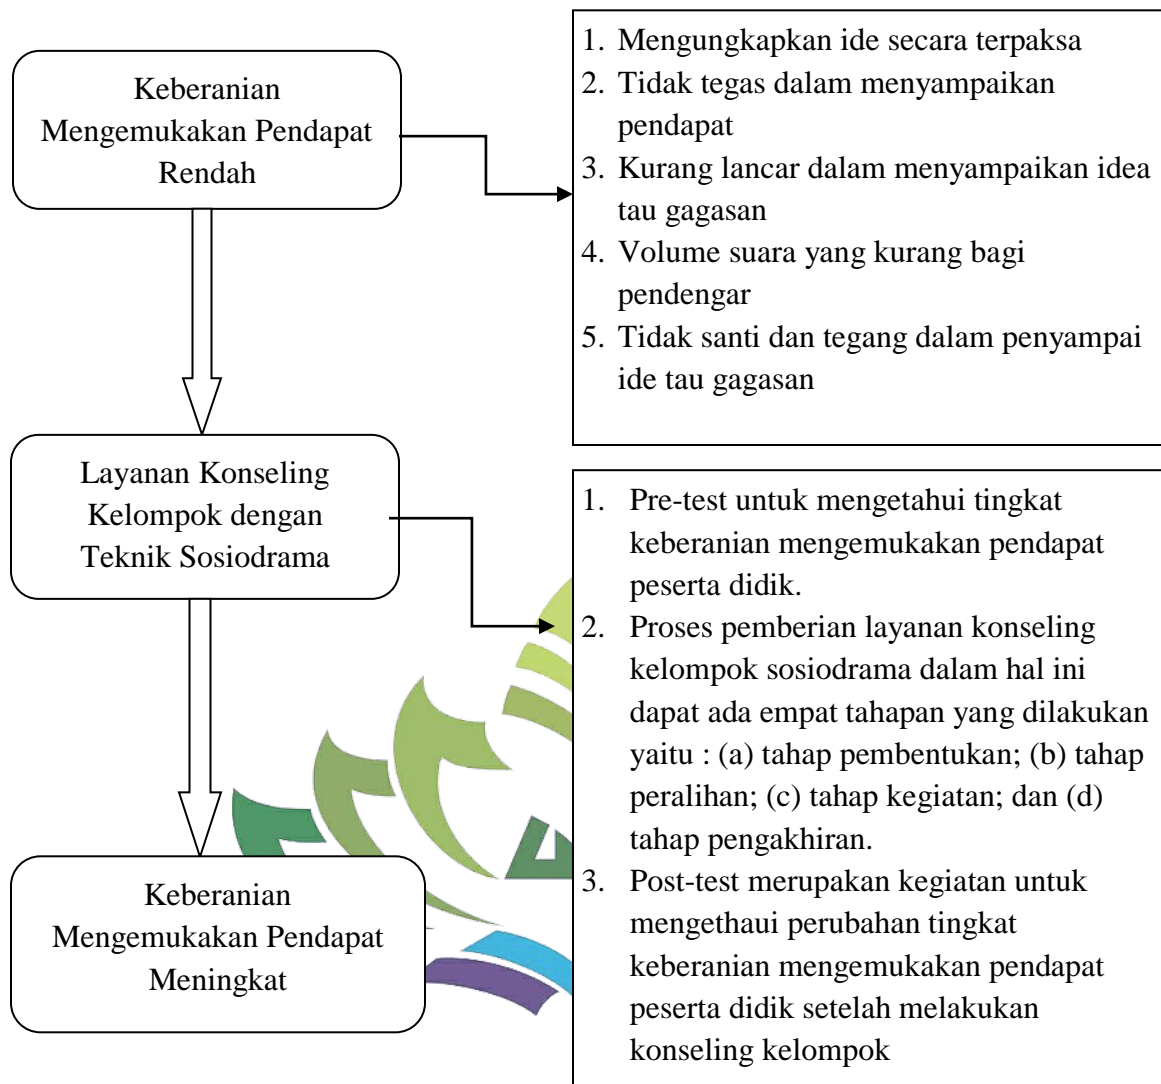 Keberanian
Mengemukakan Pendapat
Rendah
1. Mengungkapkan ide secara terpaksa
2. Tidak tegas dalam menyampaikan
pendapat
3. Kurang lancar dalam menyampaikan idea
tau gagasan
4. Volume suara yang kurang bagi
pendengar
5. Tidak santi dan tegang dalam penyampai
ide tau gagasan
Layanan Konseling
Kelompok dengan
Teknik Sosiodrama
1. Pre-test untuk mengetahui tingkat
keberanian mengemukakan pendapat
peserta didik.
2. Proses pemberian layanan konseling
kelompok sosiodrama dalam hal ini
dapat ada empat tahapan yang dilakukan
yaitu : (a) tahap pembentukan; (b) tahap
peralihan; (c) tahap kegiatan; dan (d)
tahap pengakhiran.
3. Post-test merupakan kegiatan untuk
mengethaui perubahan tingkat
keberanian mengemukakan pendapat
peserta didik setelah melakukan
konseling kelompok
Keberanian
Mengemukakan Pendapat
Meningkat